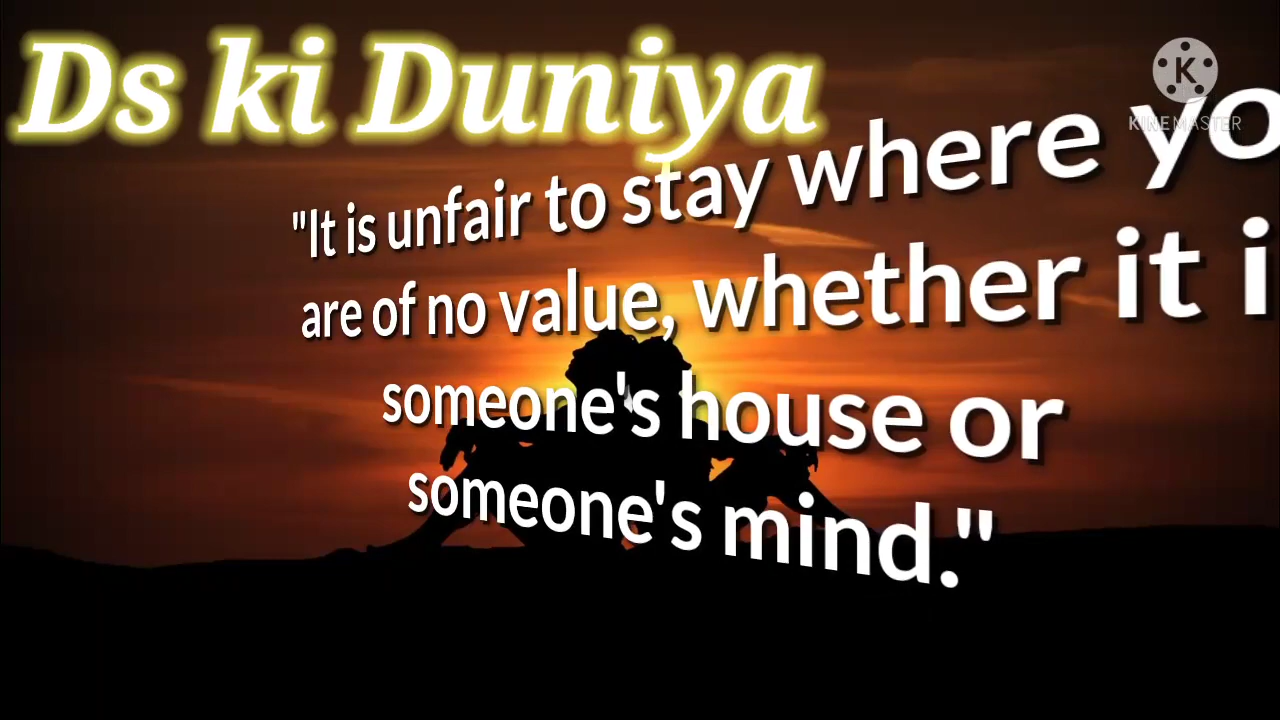 Ds ki Duniya
KINEMASTER
"It is unfair to stay where yo
are of no value, whether it i
someone's house or
someone's mind."